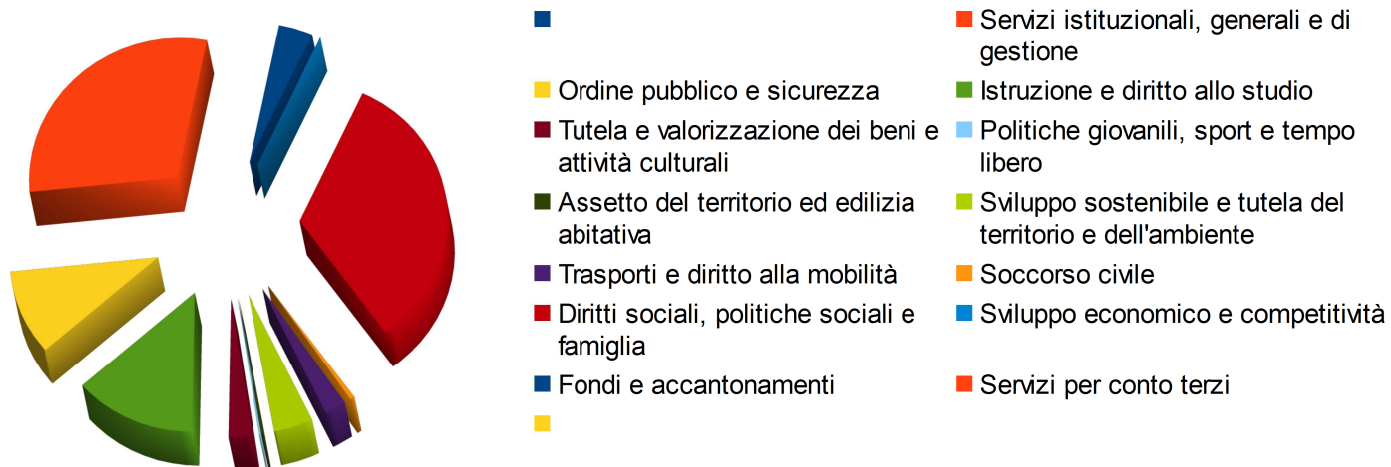 Servizi istituzionali, generali e di
gestione
Ordine pubblico e sicurezza
Istruzione e diritto allo studio
Tutela e valorizzazione dei beni e
attività culturali
Politiche giovanili, sport e tempo
libero
Assetto del territorio ed edilizia
abitativa
Sviluppo sostenibile e tutela del
territorio e dell'ambiente
Trasporti e diritto alla mobilità
Soccorso civile
Diritti sociali, politiche sociali e
famiglia
Sviluppo economico e competitività
Fondi e accantonamenti
Servizi per conto terzi